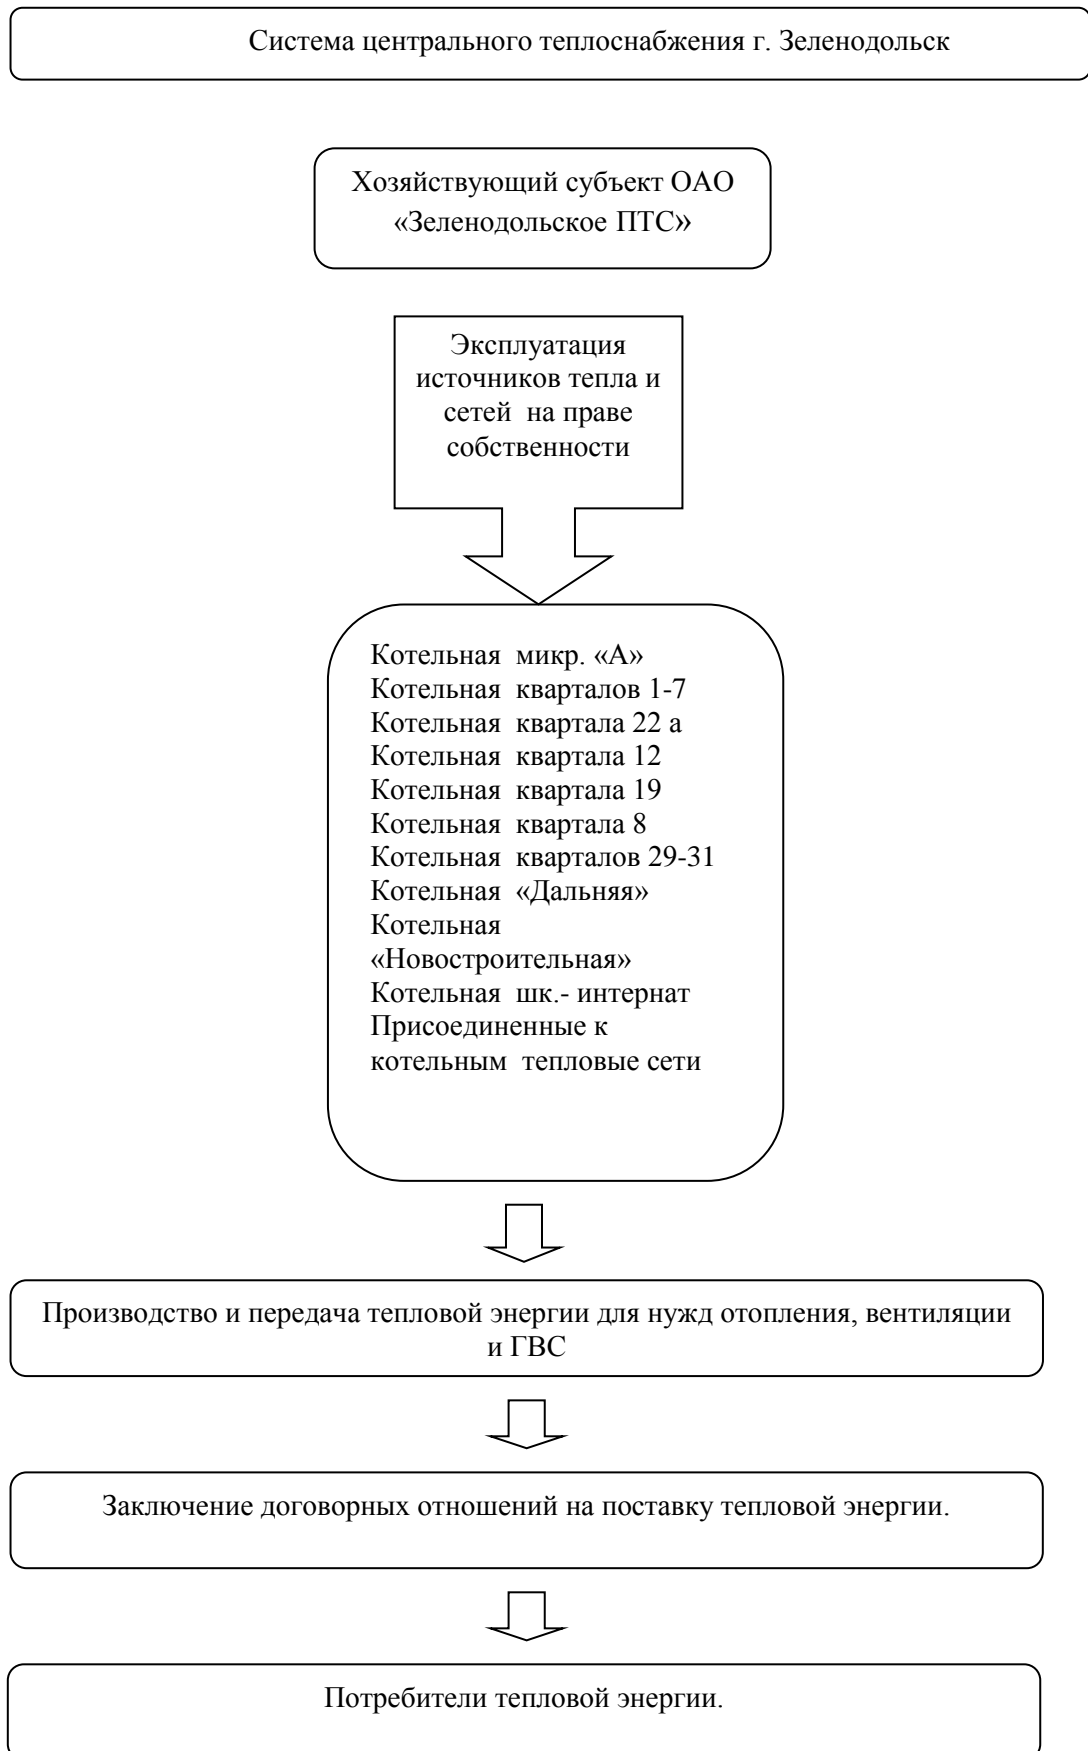 Система центрального теплоснабжения г. Зеленодольск
Хозяйствующий субъект ОАО
«Зеленодольское ПТС»
Эксплуатация
источников тепла и
сетей на праве
собственности
Котельная микр. «А»
Котельная кварталов 1-7
Котельная квартала 22 а
Котельная квартала 12
Котельная квартала 19
Котельная квартала 8
Котельная кварталов 29-31
Котельная «Дальняя»
Котельная
«Новостроительная»
Котельная шк.- интернат
Присоединенные к
котельным тепловые сети
Производство и передача тепловой энергии для нужд отопления, вентиляции
и ГВС
Заключение договорных отношений на поставку тепловой энергии.
Потребители тепловой энергии.